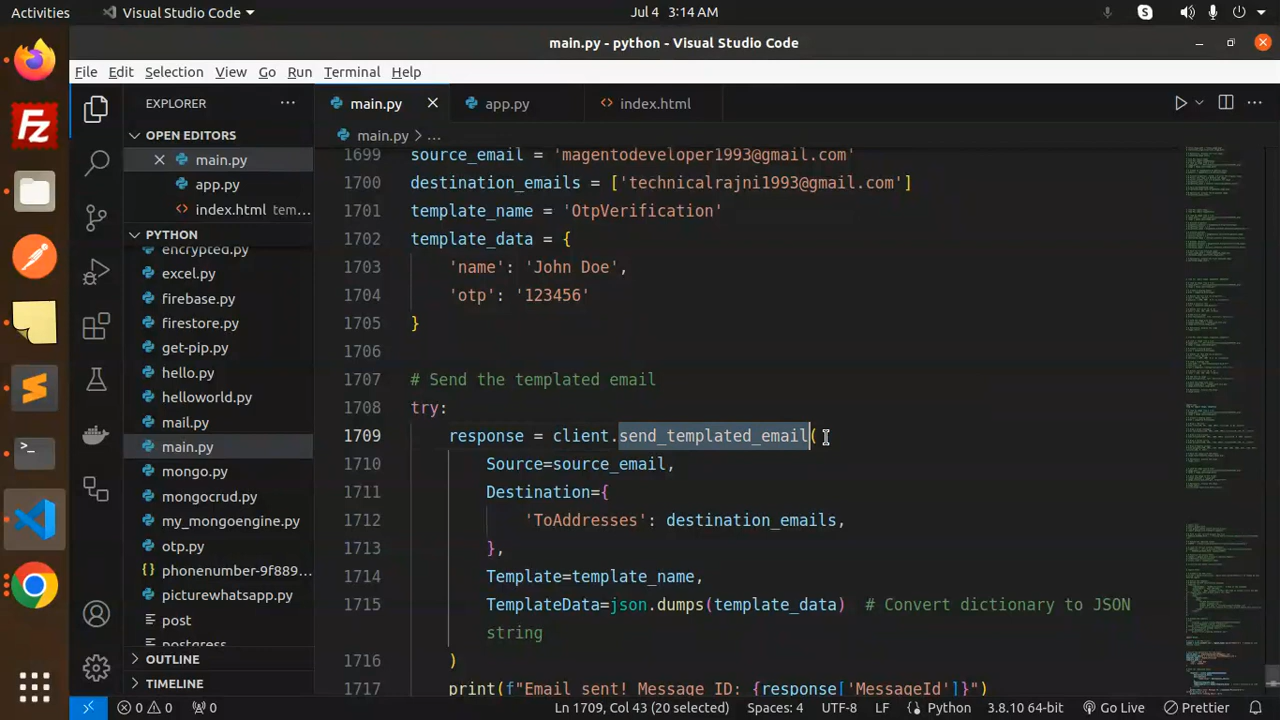 Activities
Visual Studio Code
Jul 4 3:14 AM
main.py - python - Visual Studio Code
File Edit Selection View Go Run Terminal Help
EXPLORER
main.py
app.py
index.html
OPEN EDITORS
main.py
main.py
app.py
index.html tem...
PYTHON
encrypted.py
excel.py
firebase.py
firestore.py
get-pip.py
hello.py
helloworld.py
mail.py
main.py
mongo.py
mongocrud.py
my_mongoengine.py
otp.py
phonenumber-9f889...
picturewhatsapp.py
post
postgress
OUTLINE
TIMELINE
1699 source_email = 'magentodeveloper1993@gmail.com'
1700 destination_emails = ['technicalrajni1993@gmail.com']
1701 template_name = 'OtpVerification'
1702 template_data = {
1703 'name': 'John Doe',
1704 'otp': '123456'
1705 }
1706
1707 # Send the templated email
1708 try:
1709 response = client.send_templated_email(
1710 Source=source_email,
1711 Destination={
1712 'ToAddresses': destination_emails,
1713 },
1714 Template=template_name,
1715 TemplateData=json.dumps(template_data) # Convert dictionary to JSON
string
1716 )
1717 print(f"Email sent! Message ID: {response['MessageId']}")
0 0 0
Ln 1709, Col 43 (20 selected) Spaces: 4 UTF-8 LF Python 3.8.10 64-bit Go Live Prettier